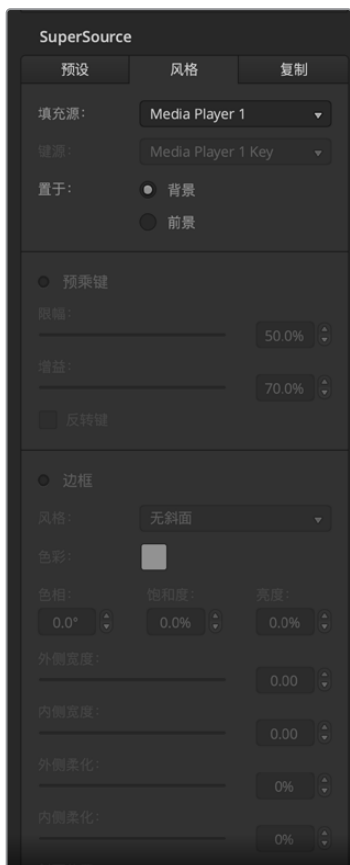 SuperSource
预设 风格 复制
填充源: Media Player 1
键源: Media Player 1 Key
置于: 背景
前景
预乘键
限幅:
50.0%
增益:
70.0%
反转键
边框
风格: 无斜面
色彩:
色相: 饱和度: 亮度:
0.0° 0.0% 0.0%
外侧宽度:
0.00
内侧宽度:
0.00
外侧柔化:
0%
内侧柔化:
0%